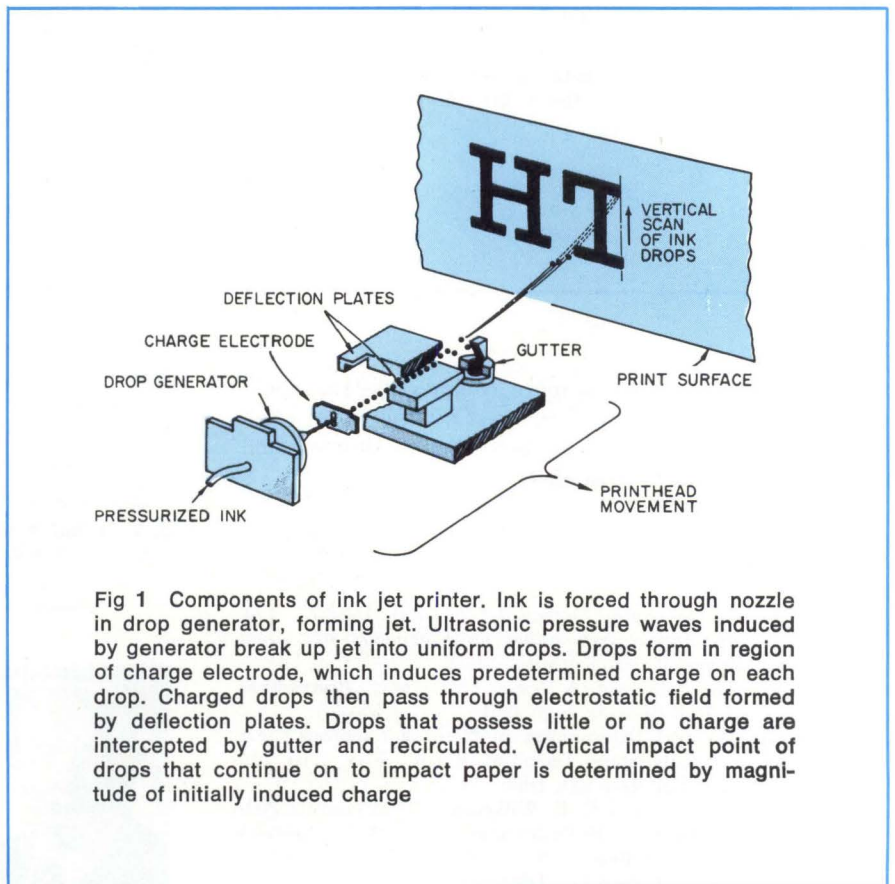 HT
VERTICAL
SCAN
OF INK
DROPS
DEFLECTION PLATES
CHARGE ELECTRODE
GUTTER
DROP GENERATOR
PRINT SURFACE
PRINTHEAD
MOVEMENT
PRESSURIZED INK
Fig 1 Components of ink jet printer. Ink is forced through nozzle
in drop generator, forming jet. Ultrasonic pressure waves induced
by generator break up jet into uniform drops. Drops form in region
of charge electrode, which induces predetermined charge on each
drop. Charged drops then pass through electrostatic field formed
by deflection plates. Drops that possess little or no charge are
intercepted by gutter and recirculated. Vertical impact point of
drops that continue on to impact paper is determined by magni-
tude of initially induced charge